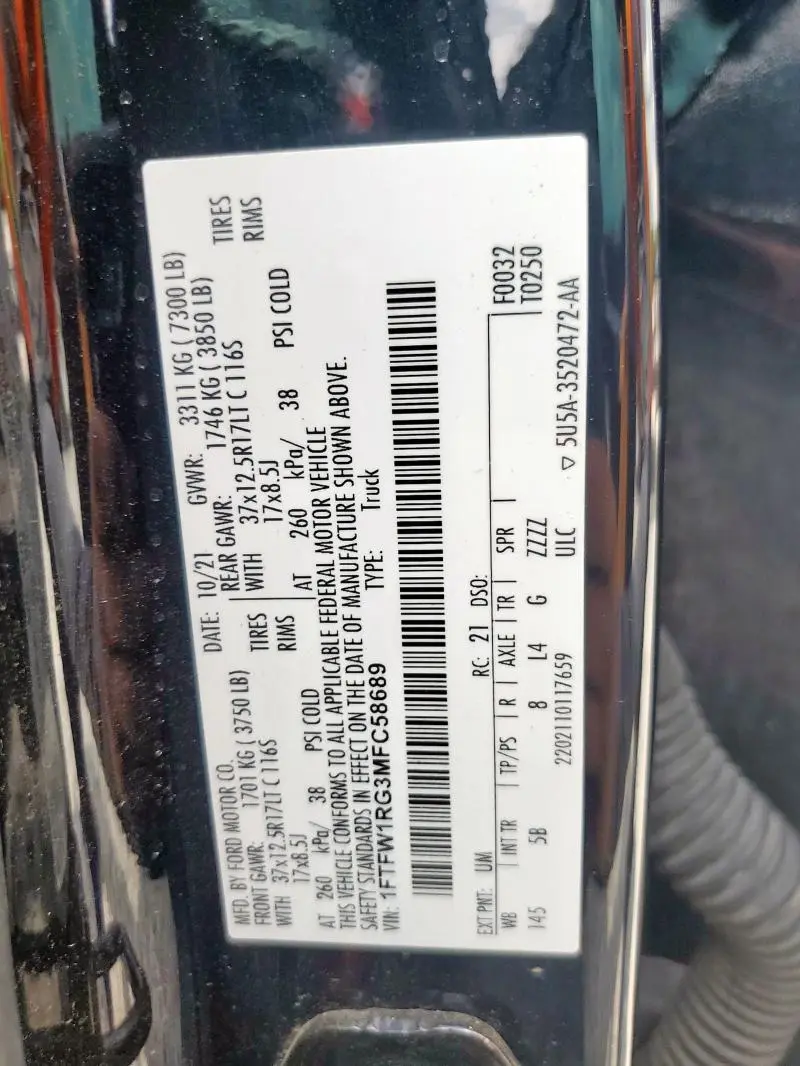 MFD. BY FORD MOTOR CO. DATE: 10/21 GVWR: 3311 KG ( 7300 LB)
FRONT GAWR: 1701 KG ( 3750 LB) REAR GAWR: 1746 KG ( 3850 LB)
WITH 37x12.5R17LT C 116S TIRES WITH 37x12.5R17LT C 116S TIRES
17x8.5J RIMS 17x8.5J RIMS
AT 260 kPa/ 38 PSI COLD AT 260 kPa/ 38 PSI COLD
THIS VEHICLE CONFORMS TO ALL APPLICABLE FEDERAL MOTOR VEHICLE
SAFETY STANDARDS IN EFFECT ON THE DATE OF MANUFACTURE SHOWN ABOVE.
VIN: 1FTFW1RG3MFC58689 TYPE: Truck
EXT PNT: UM RC: 21 DSO:
WB INT TR TP/PS R AXLE TR SPR F0032
145 5B 8 L4 G ZZZZ T0250
2202110117659 ULC ▽ 5U5A-3520472-AA